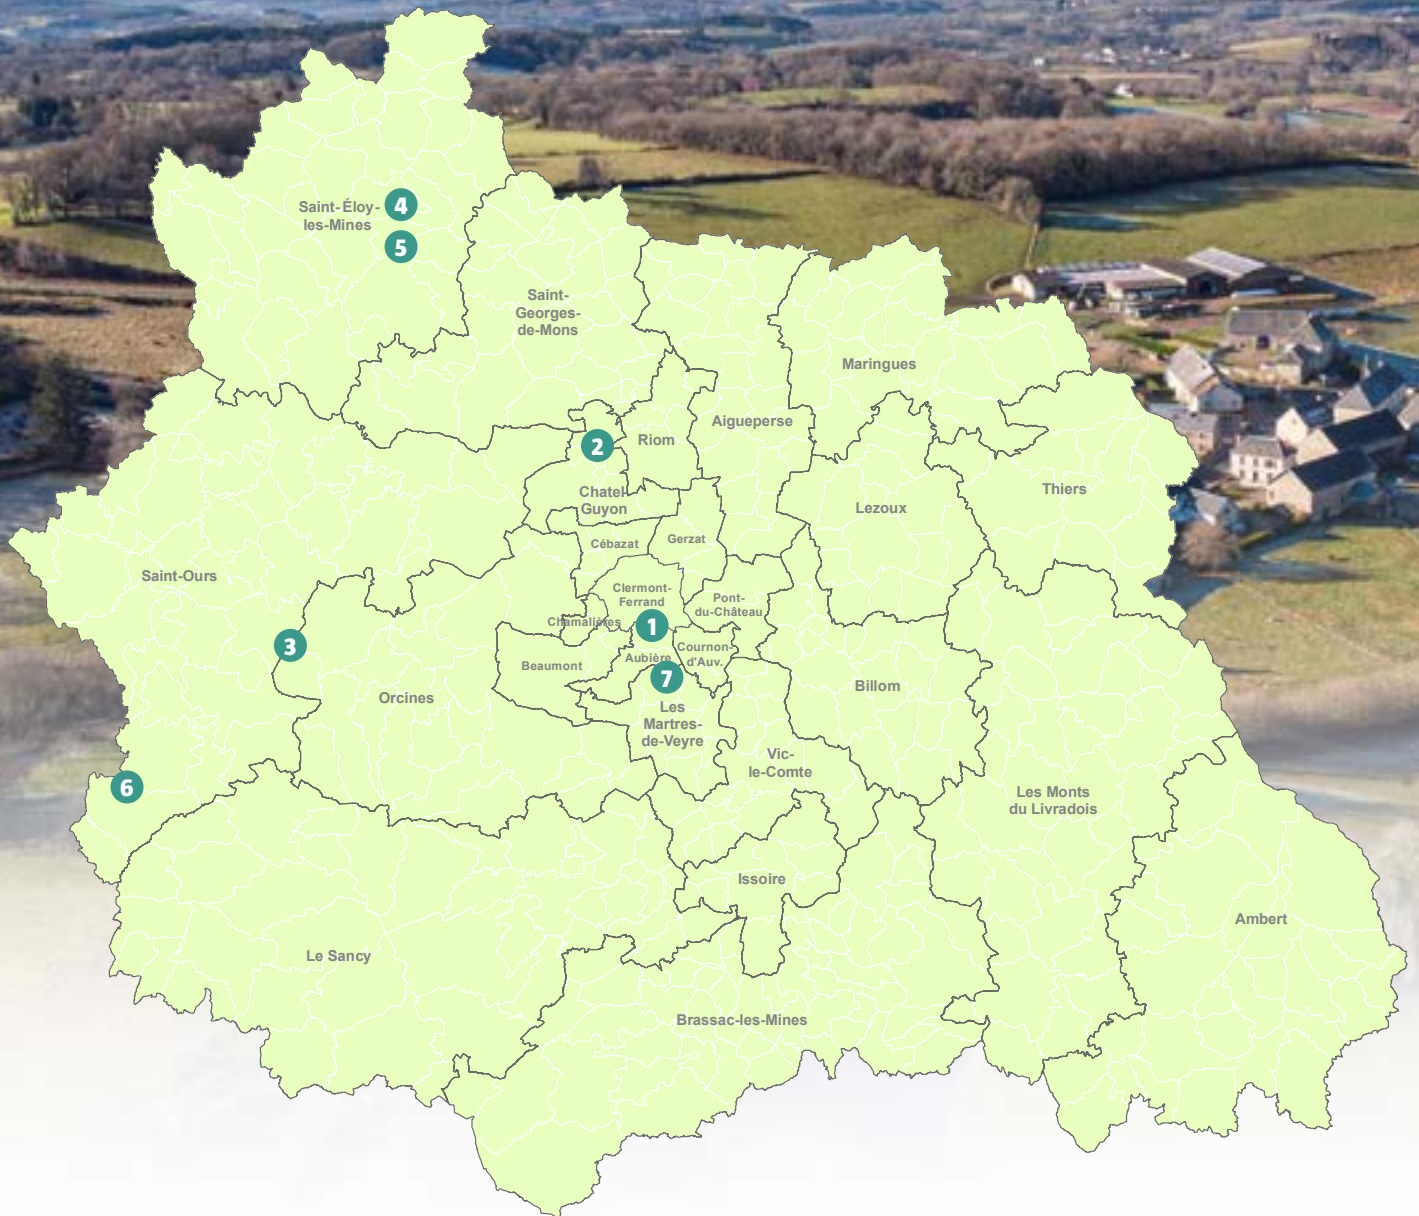 Saint-Éloy-
les-Mines
4
5
Saint-
Georges-
de-Mons
Maringues
Aigueperse
Riom
2
Chatel-
Guyon
Lezoux
Thiers
Cébazat
Gerzat
Saint-Ours
Clermont-
Ferrand
Pont-
du-Château
Chamalières
1
3
Aubière
Cournon-
d'Auv.
Beaumont
7
Orcines
Billom
Les
Martres-
de-Veyre
Vic-
le-Comte
6
Les Monts
du Livradois
Issoire
Ambert
Le Sancy
Brassac-les-Mines